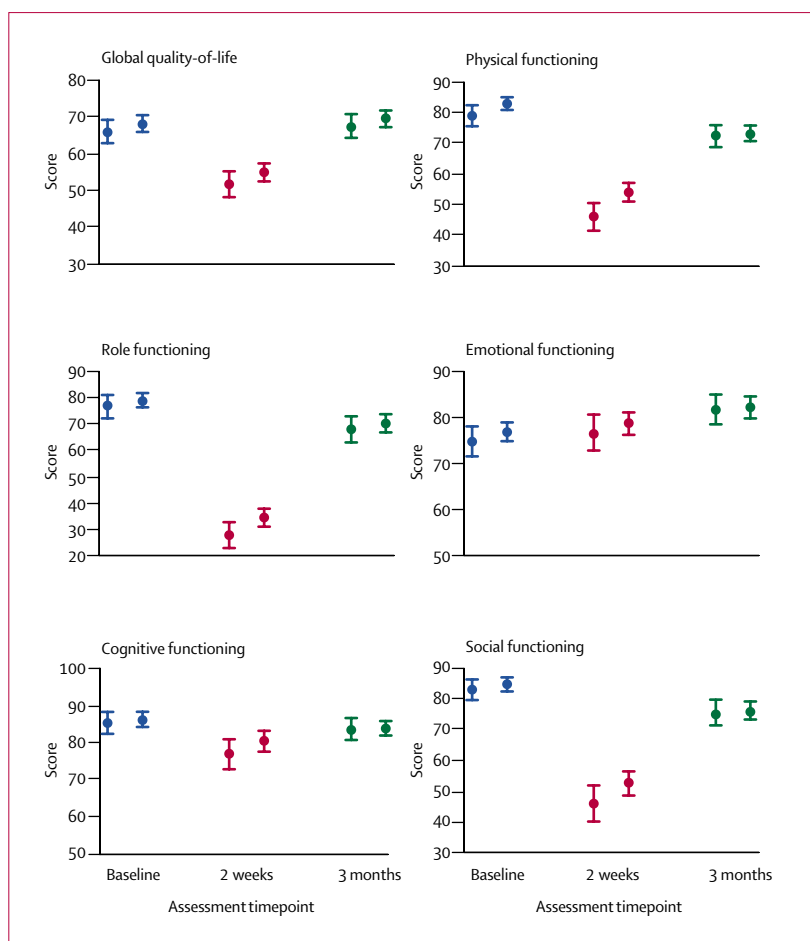 Global quality-of-life
80
70
60
50
40
30
Score
Physical functioning
90
80
70
60
50
40
30
Score
Role functioning
90
80
70
60
50
40
30
20
Score
Emotional functioning
90
80
70
60
50
Score
Cognitive functioning
100
90
80
70
60
50
Score
Baseline 2 weeks 3 months
Assessment timepoint
Social functioning
90
80
70
60
50
40
30
Score
Baseline 2 weeks 3 months
Assessment timepoint